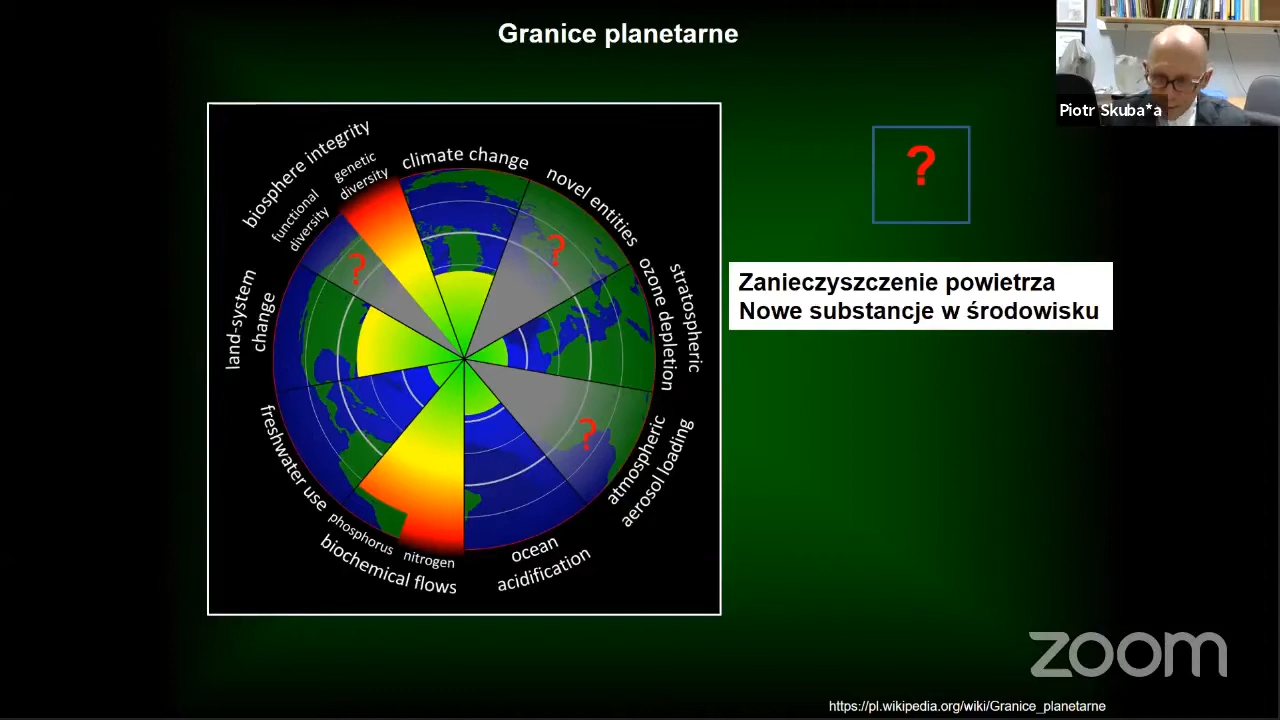 Granice planetarne
Piotr Skuba*a
biosphere integrity
genetic
diversity
functional
diversity
climate change
novel entities
stratospheric
ozone depletion
atmospheric
aerosol loading
ocean
acidification
nitrogen
phosphorus
biochemical flows
freshwater use
land-system
change
?
?
?
?
Zanieczyszczenie powietrza
Nowe substancje w środowisku
zoom
https://pl.wikipedia.org/wiki/Granice_planetarne